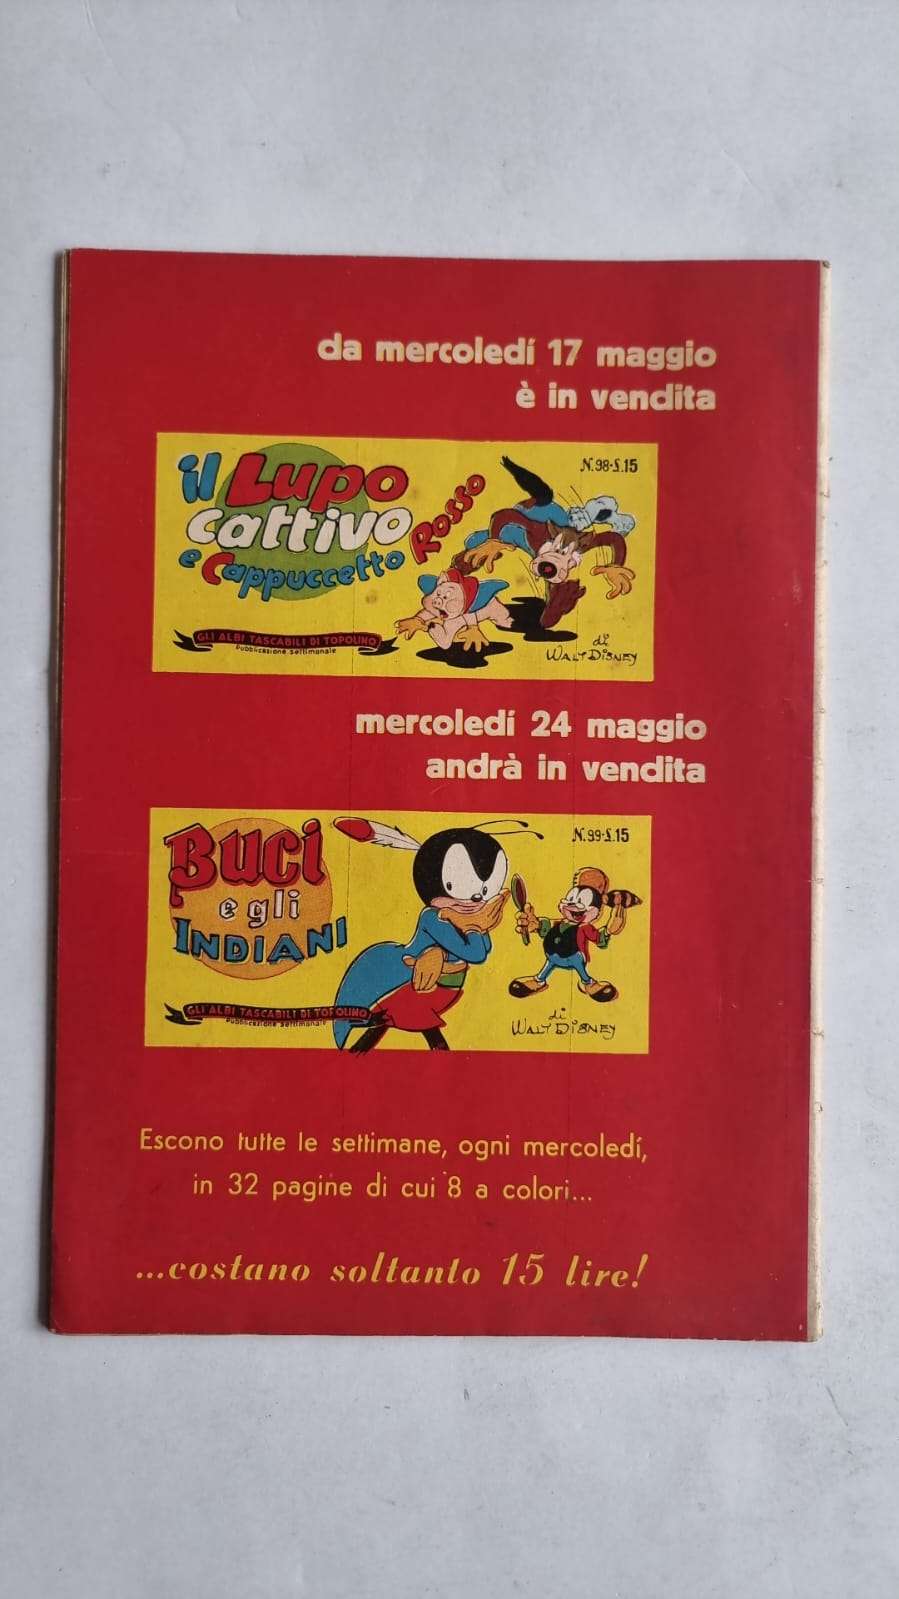 da mercoledí 17 maggio
è in vendita
il Lupo
cattivo
e Cappuccetto Rosso
N. 98-L.15
GLI ALBI TASCABILI DI TOPOLINO
Pubblicazione settimanale
di
WALT DISNEY
mercoledí 24 maggio
andrà in vendita
BUCI
e gli
INDIANI
N. 99-L.15
GLI ALBI TASCABILI DI TOPOLINO
Pubblicazione settimanale
di
WALT DISNEY
Escono tutte le settimane, ogni mercoledí,
in 32 pagine di cui 8 a colori...
...costano soltanto 15 lire!